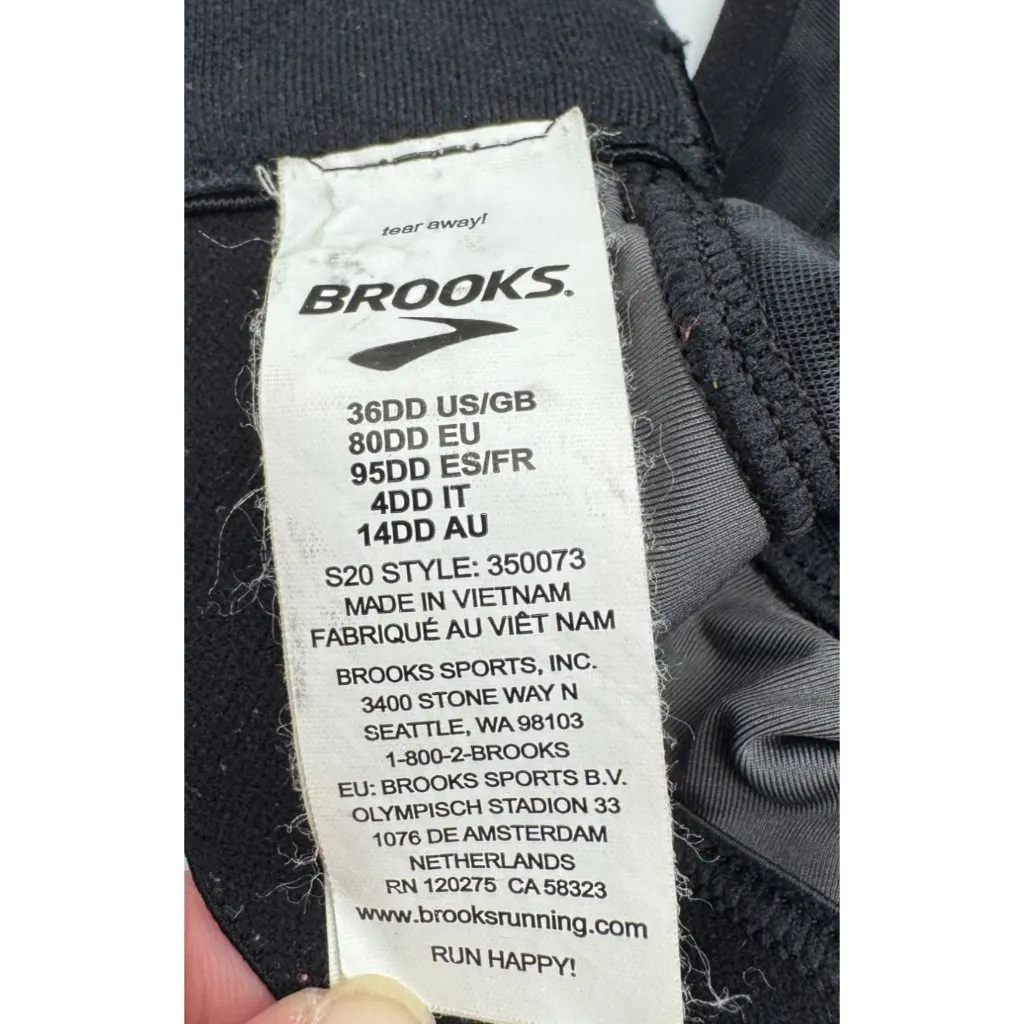 tear away!
BROOKS®
36DD US/GB
80DD EU
95DD ES/FR
4DD IT
14DD AU
S20 STYLE: 350073
MADE IN VIETNAM
FABRIQUÉ AU VIÊT NAM
BROOKS SPORTS, INC.
3400 STONE WAY N
SEATTLE, WA 98103
1-800-2-BROOKS
EU: BROOKS SPORTS B.V.
OLYMPISCH STADION 33
1076 DE AMSTERDAM
NETHERLANDS
RN 120275 CA 58323
www.brooksrunning.com
RUN HAPPY!